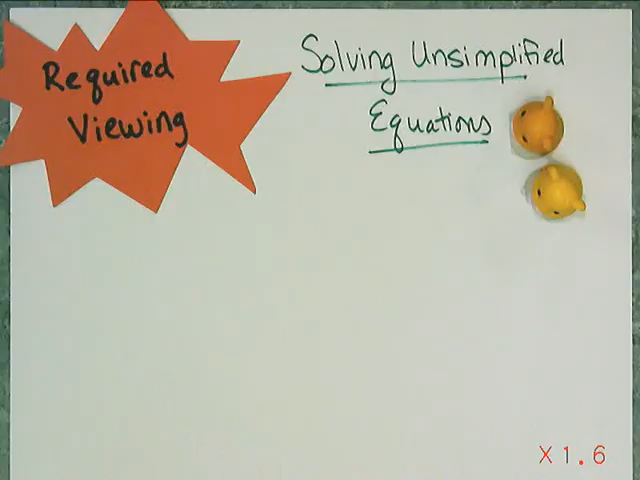 Required
Viewing
Solving Unsimplified
Equations
X1.6